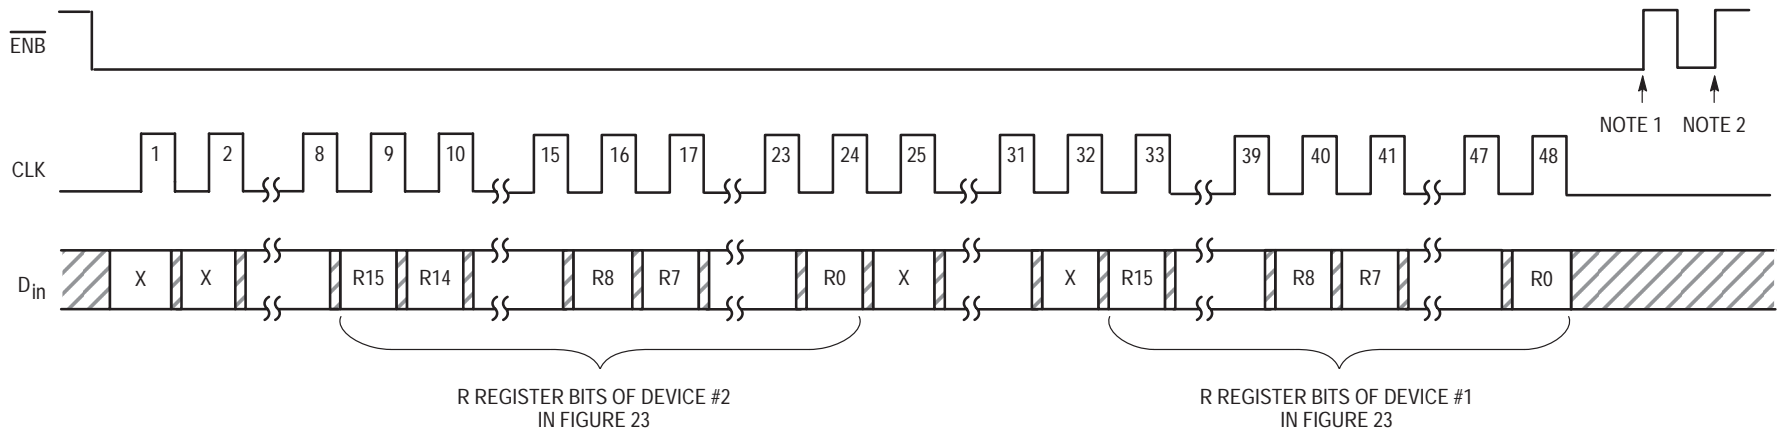 ENB
NOTE 1 NOTE 2
CLK 1 2 8 9 10 15 16 17 23 24 25 31 32 33 39 40 41 47 48
Din X X R15 R14 R8 R7 R0 X X R15 R8 R7 R0
R REGISTER BITS OF DEVICE #2
IN FIGURE 23
R REGISTER BITS OF DEVICE #1
IN FIGURE 23